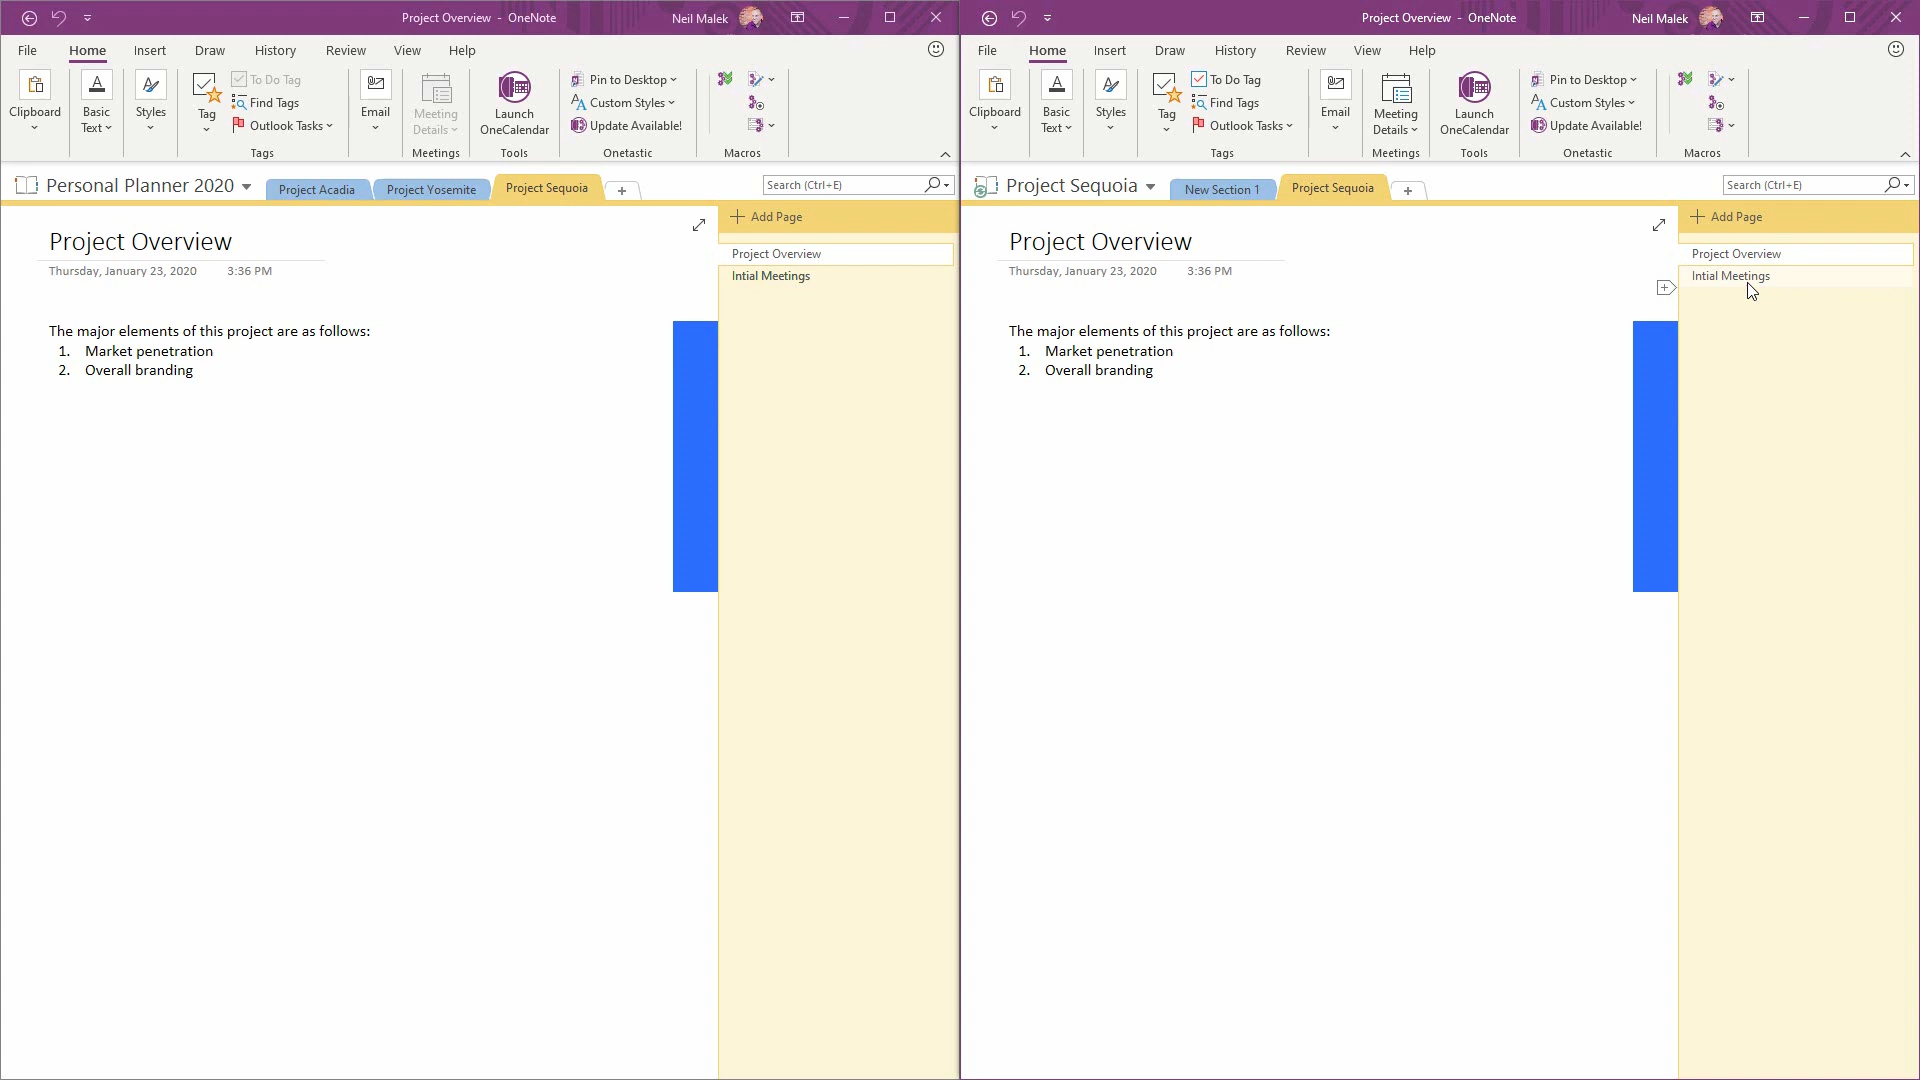 Project Overview - OneNote
Neil Malek
File Home Insert Draw History Review View Help
Clipboard
Basic Text
Styles
Tag
To Do Tag
Find Tags
Outlook Tasks
Tags
Email
Meeting Details
Meetings
Launch OneCalendar
Tools
Pin to Desktop
Custom Styles
Update Available!
Onetastic
Macros
Personal Planner 2020
Project Acadia
Project Yosemite
Project Sequoia
Search (Ctrl+E)
Add Page
Project Overview
Intial Meetings
Project Overview
Thursday, January 23, 2020 3:36 PM
The major elements of this project are as follows:
1. Market penetration
2. Overall branding
Project Overview - OneNote
Neil Malek
File Home Insert Draw History Review View Help
Clipboard
Basic Text
Styles
Tag
To Do Tag
Find Tags
Outlook Tasks
Tags
Email
Meeting Details
Meetings
Launch OneCalendar
Tools
Pin to Desktop
Custom Styles
Update Available!
Onetastic
Macros
Project Sequoia
New Section 1
Project Sequoia
Search (Ctrl+E)
Add Page
Project Overview
Intial Meetings
Project Overview
Thursday, January 23, 2020 3:36 PM
The major elements of this project are as follows:
1. Market penetration
2. Overall branding